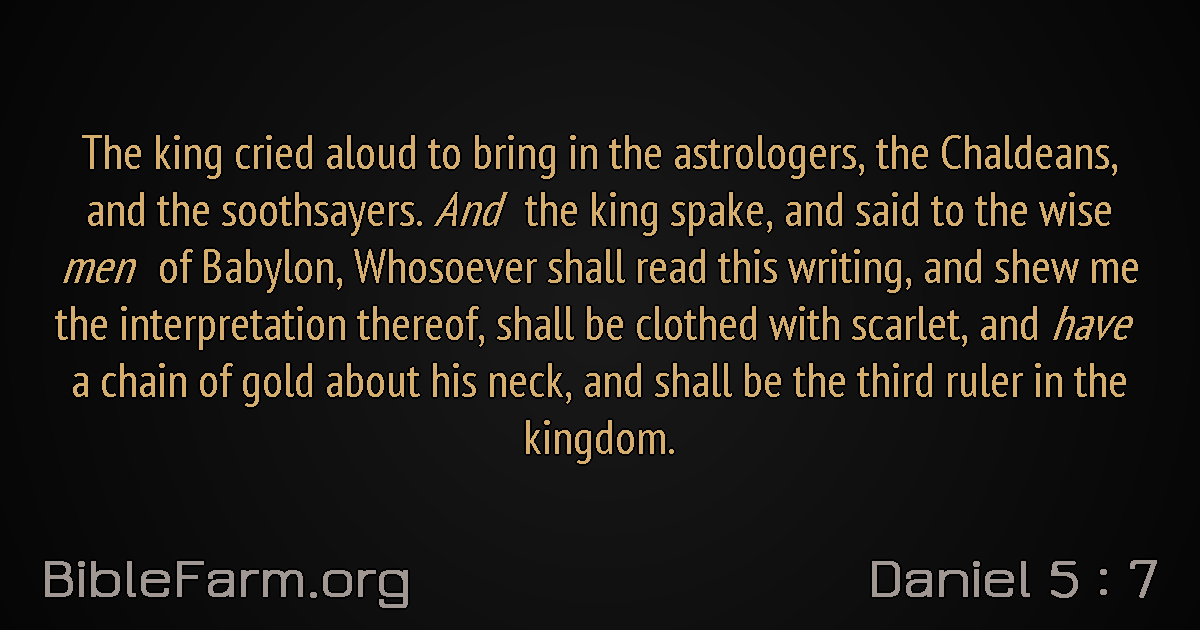 The king cried aloud to bring in the astrologers, the Chaldeans,
and the soothsayers. And the king spake, and said to the wise
men of Babylon, Whosoever shall read this writing, and shew me
the interpretation thereof, shall be clothed with scarlet, and have
a chain of gold about his neck, and shall be the third ruler in the
kingdom.
BibleFarm.org
Daniel 5 : 7